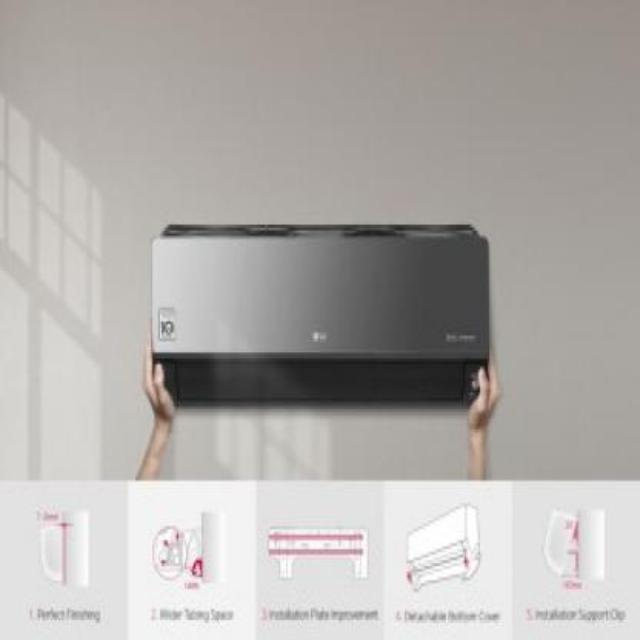 10
LG
1. Perfect Finishing
2. Wider Tubing Space
3. Installation Plate Improvement
4. Detachable Bottom Cover
5. Installation Support Clip